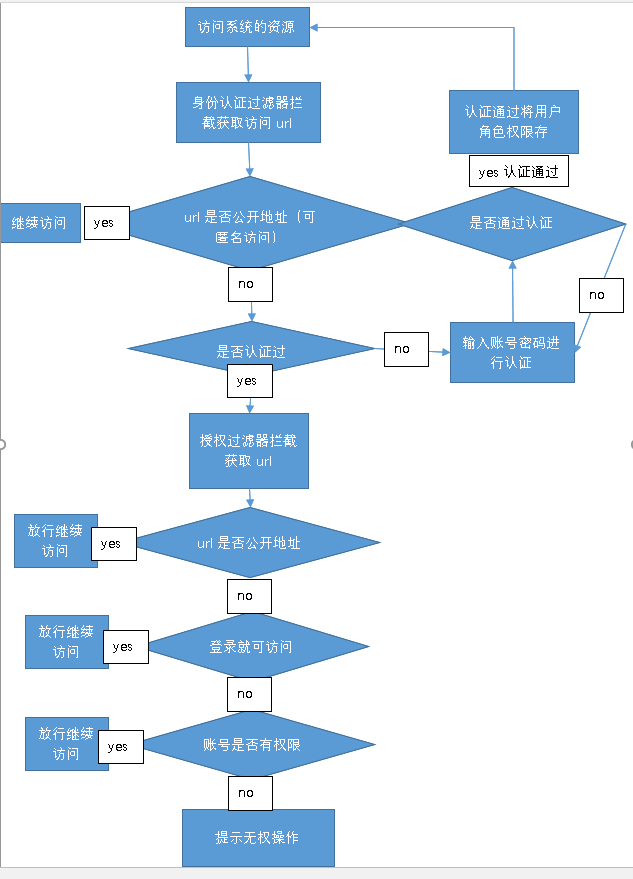 访问系统的资源
身份认证过滤器拦
截获取访问 url
认证通过将用户
角色权限存
yes 认证通过
继续访问
yes
url 是否公开地址（可
匿名访问）
是否通过认证
no
no
是否认证过
no
输入账号密码进
行认证
yes
授权过滤器拦截
获取 url
放行继续
访问
yes
url 是否公开地址
no
放行继续
访问
yes
登录就可访问
no
放行继续
访问
yes
账号是否有权限
no
提示无权操作